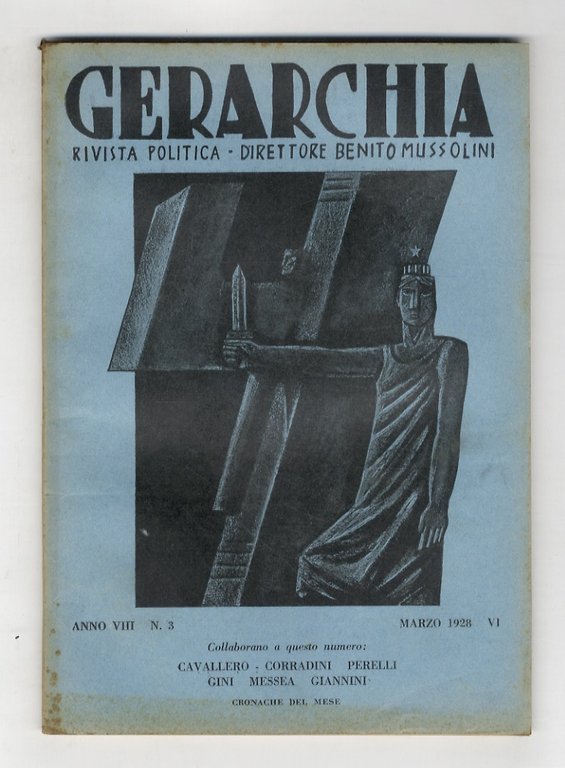 GERARCHIA
RIVISTA POLITICA - DIRETTORE BENITO MUSSOLINI
ANNO VIII N. 3 MARZO 1928 VI
Collaborano a questo numero:
CAVALLERO - CORRADINI PERELLI
GINI MESSEA GIANNINI
CRONACHE DEL MESE